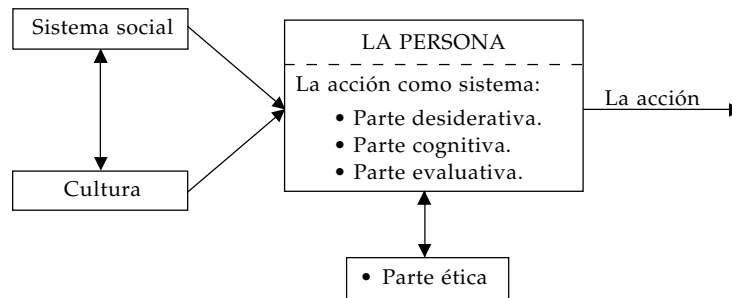 Sistema social
Cultura
LA PERSONA
La acción como sistema:
• Parte desiderativa.
• Parte cognitiva.
• Parte evaluativa.
La acción
• Parte ética